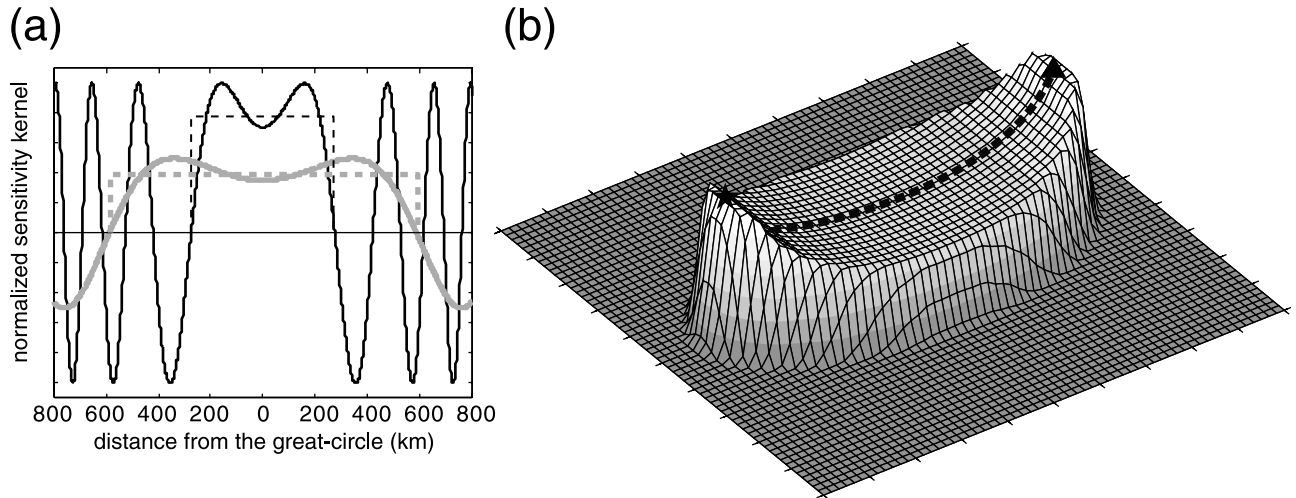 (a)
normalized sensitivity kernel
800 600 400 200 0 200 400 600 800
distance from the great-circle (km)
(b)